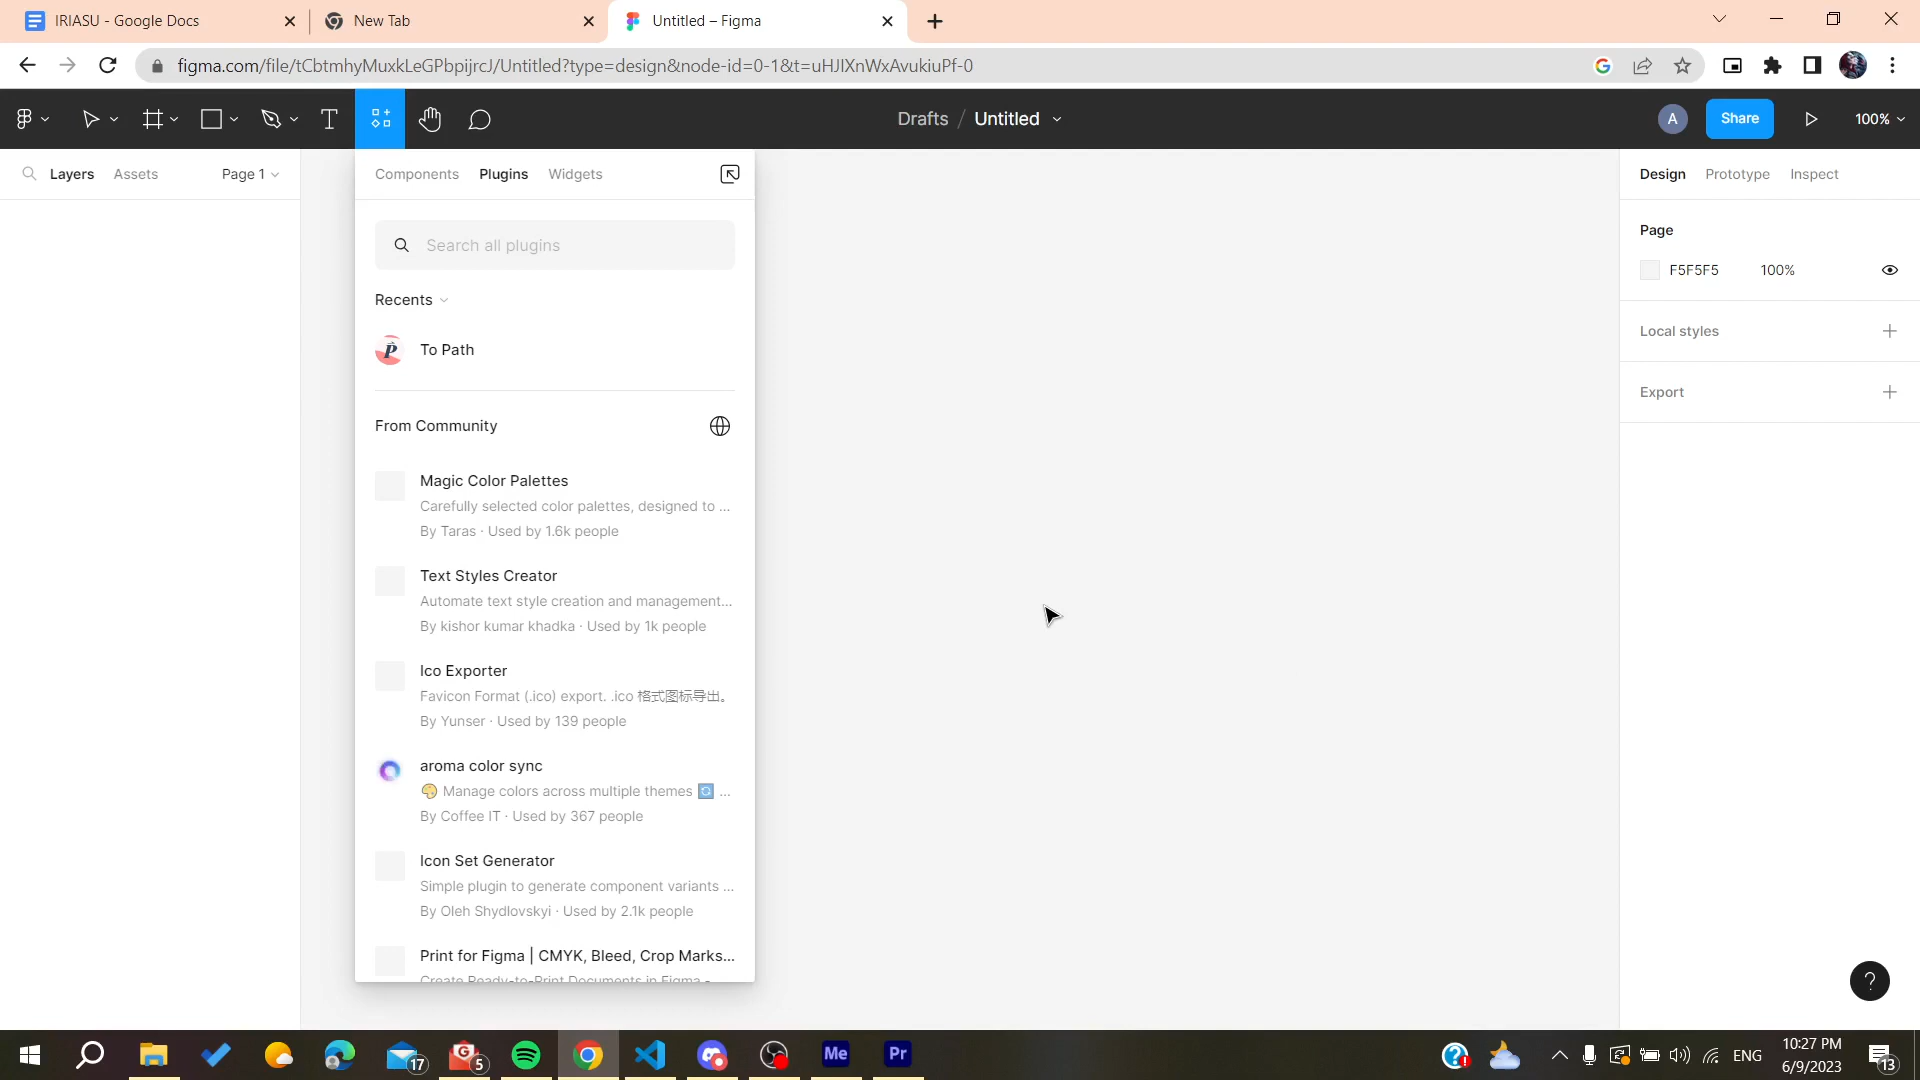 IRIASU - Google Docs
New Tab
Untitled – Figma
figma.com/file/tCbtmhyMuxkLeGPbpijrcJ/Untitled?type=design&node-id=0-1&t=uHJIXnWxAvukiuPf-0
Drafts / Untitled
A
Share
100%
Layers
Assets
Page 1
Components
Plugins
Widgets
Design
Prototype
Inspect
Search all plugins
Page
F5F5F5
100%
Recents
To Path
Local styles
Export
From Community
Magic Color Palettes
Carefully selected color palettes, designed to ...
By Taras · Used by 1.6k people
Text Styles Creator
Automate text style creation and management...
By kishor kumar khadka · Used by 1k people
Ico Exporter
Favicon Format (.ico) export. .ico 格式图标导出。
By Yunser · Used by 139 people
aroma color sync
🎨 Manage colors across multiple themes 🔄 ...
By Coffee IT · Used by 367 people
Icon Set Generator
Simple plugin to generate component variants ...
By Oleh Shydlovskyi · Used by 2.1k people
Print for Figma | CMYK, Bleed, Crop Marks...
Create Ready-to-Print Documents in Figma -
?
17
5
Me
Pr
ENG
10:27 PM
6/9/2023
13